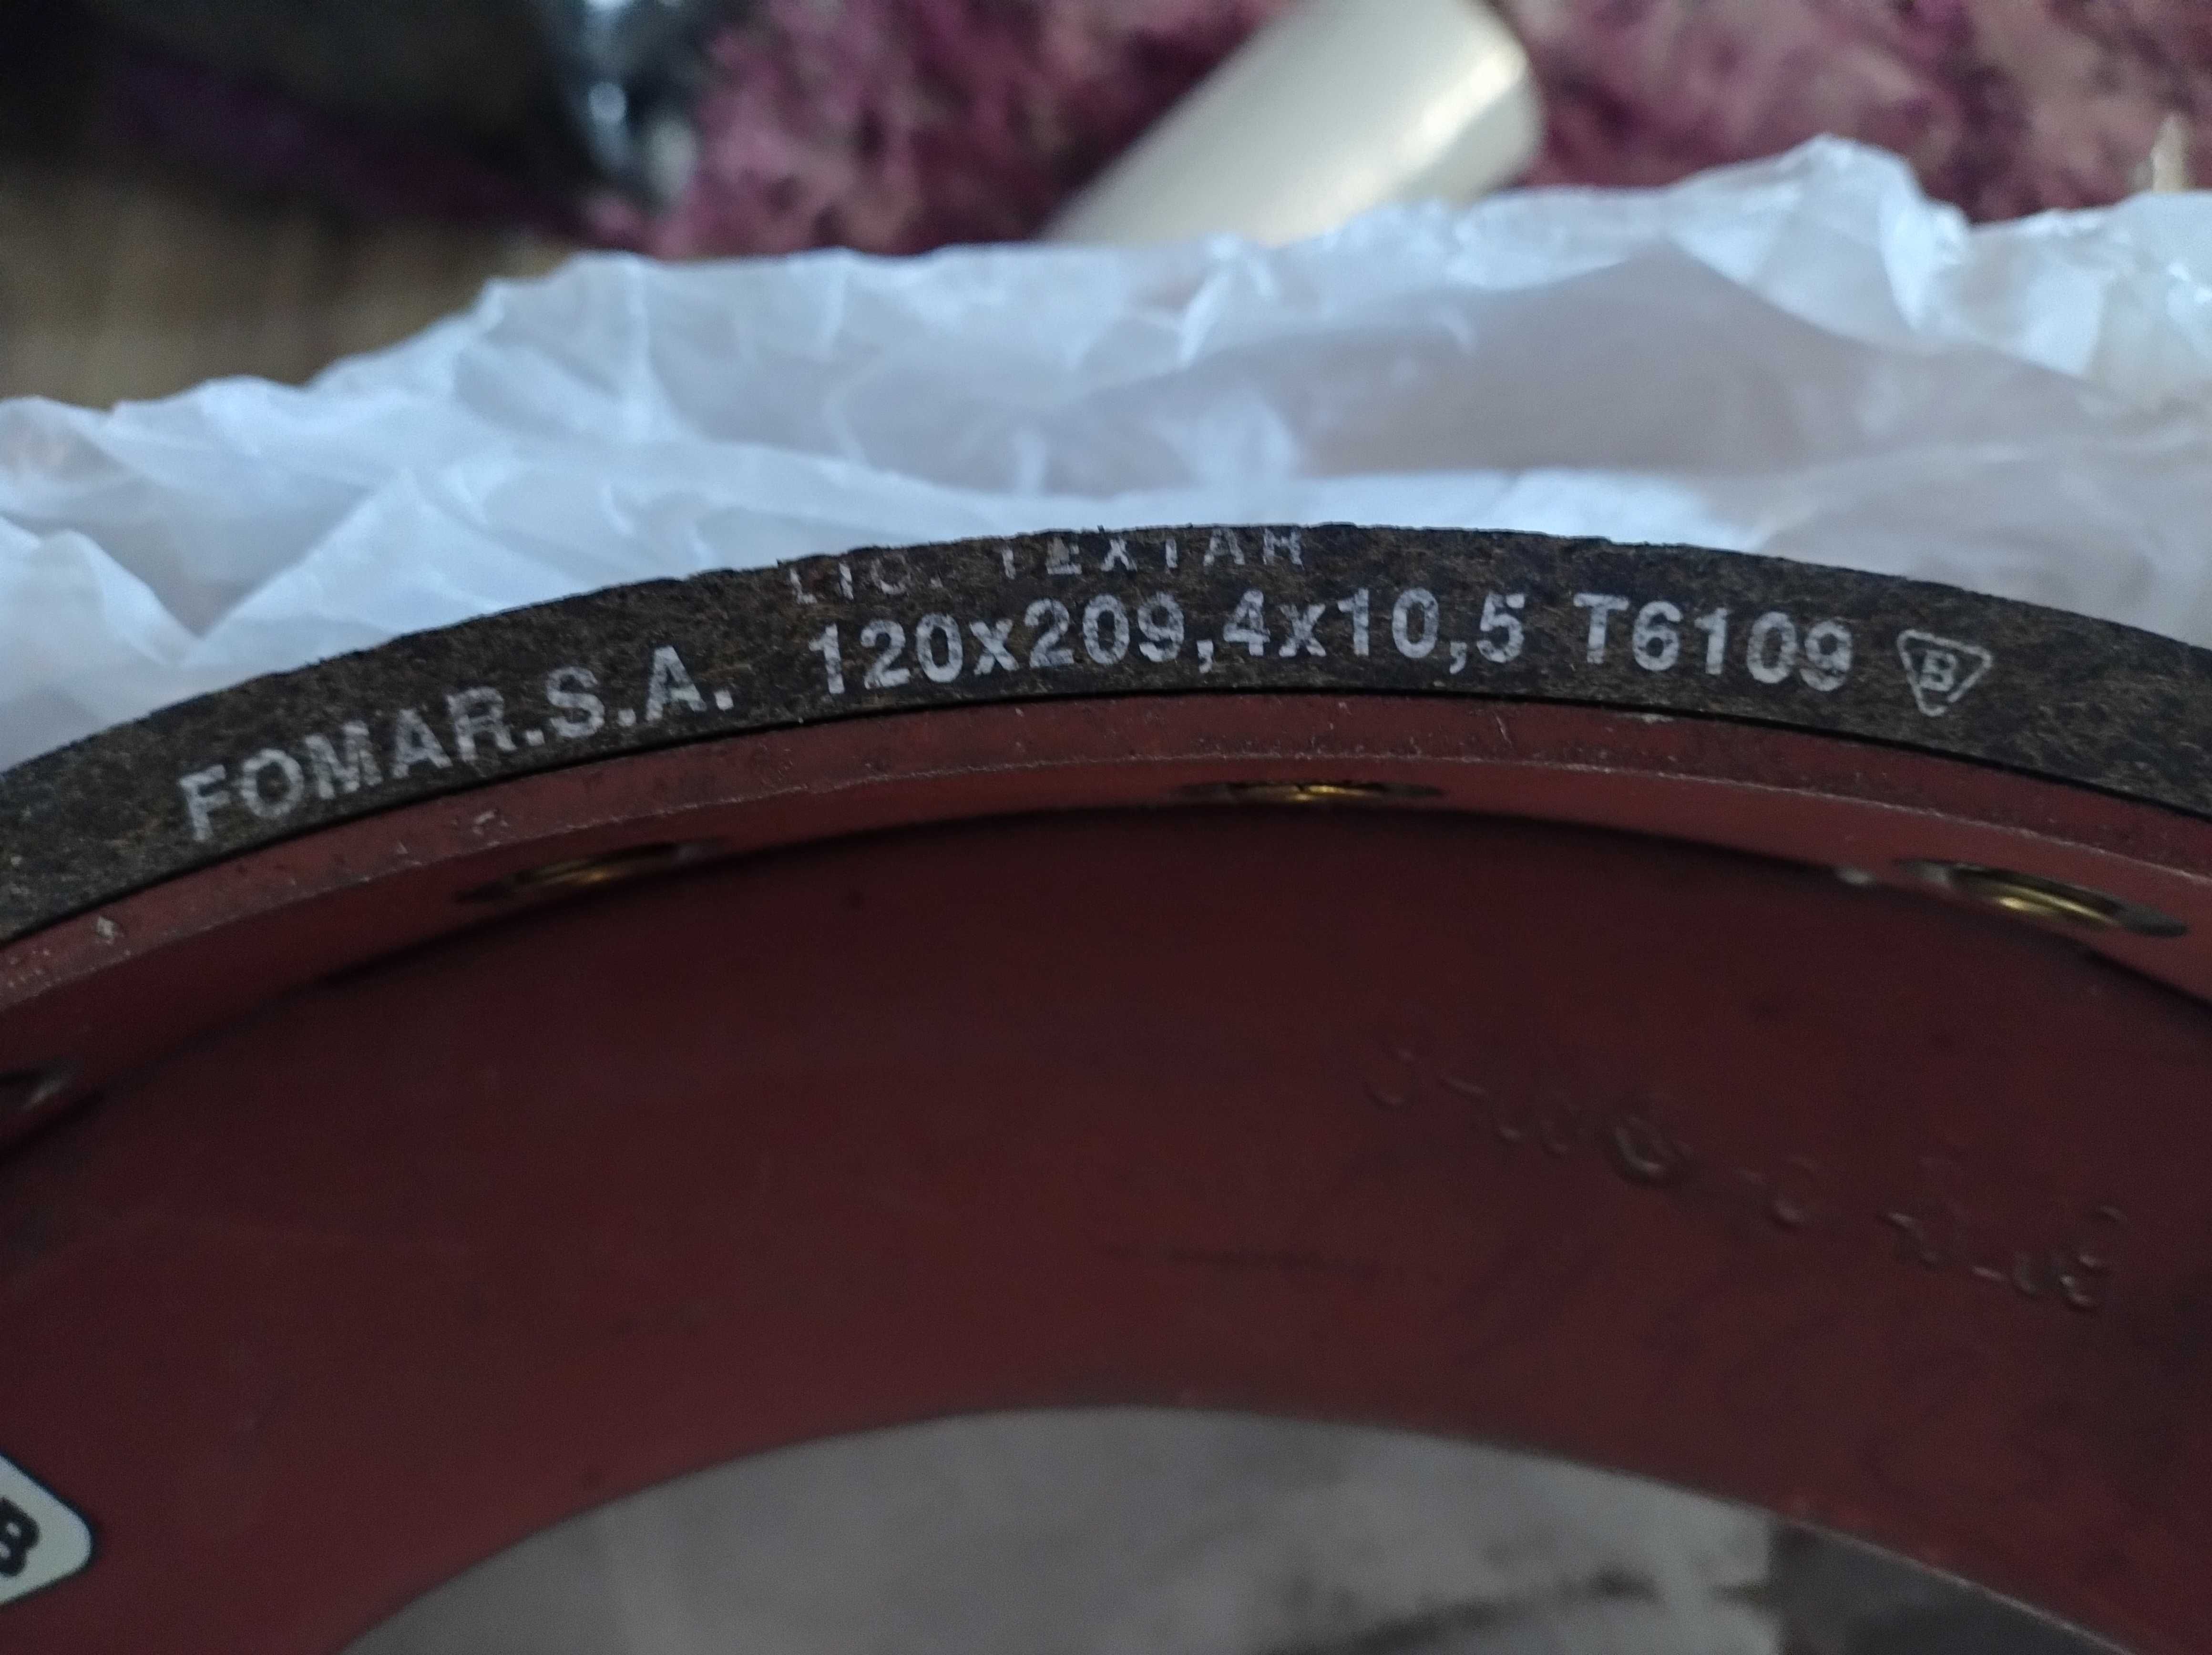 LIC. TEXTAR
FOMAR.S.A. 120x209,4x10,5 T6109 B
B